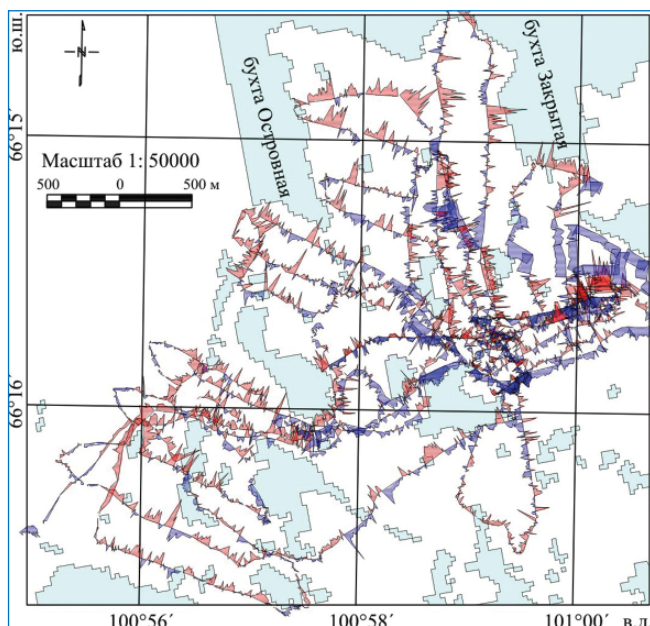 ю.ш.
N
бухта Островная
бухта Закрытая
66°15´
Масштаб 1: 50000
500 0 500 м
66°16´
100°56´ 100°58´ 101°00´ в.д.